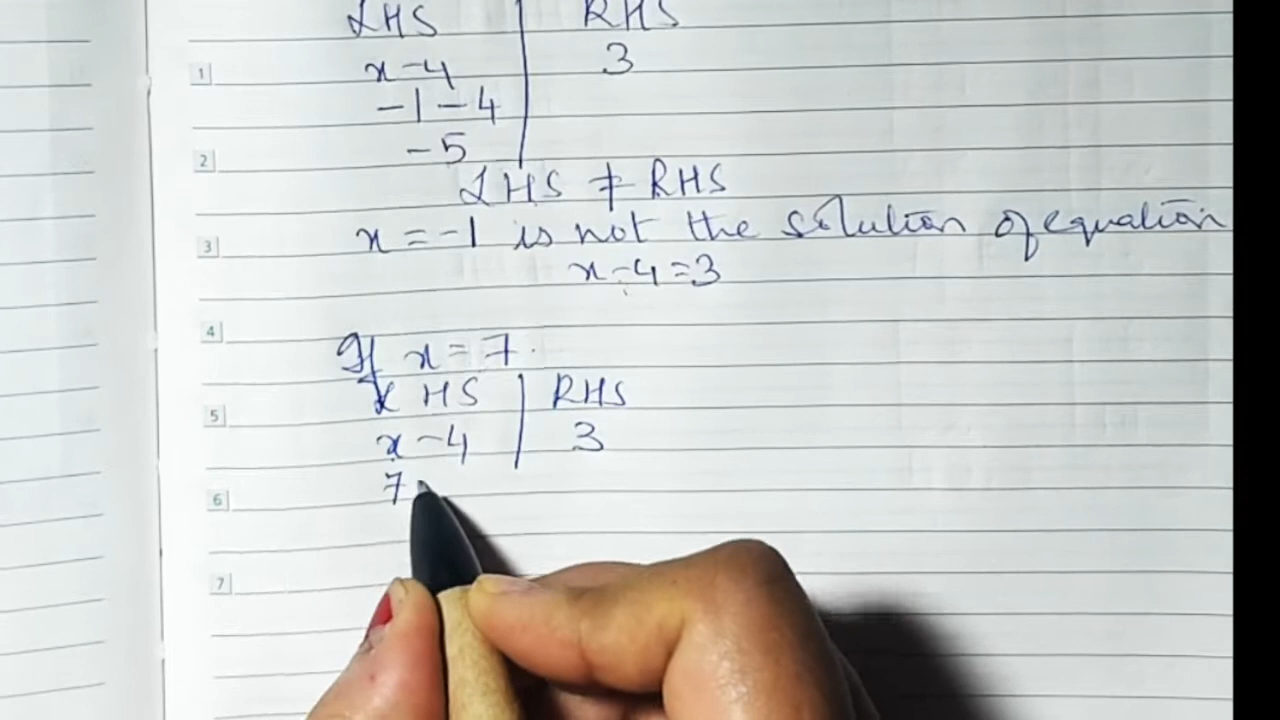 LHS RHS
1 x-4 3
-1-4
2 -5
LHS ≠ RHS
3 x=-1 is not the solution of equation
x-4=3
4 If x=7.
LHS RHS
5 x-4 3
6 7
7